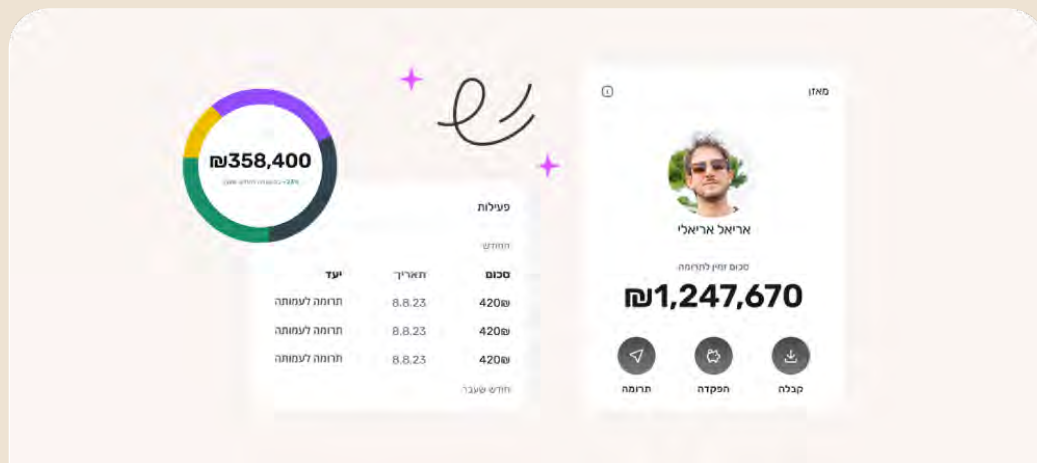 מאזן
אריאל אריאלי
סכום זמין לתרומה
₪1,247,670
קבלה הפקדה תרומה
₪358,400
פעילות
החודש
סכום תאריך יעד
420₪ 8.8.23 תרומה לעמותה
420₪ 8.8.23 תרומה לעמותה
420₪ 8.8.23 תרומה לעמותה
חודש שעבר